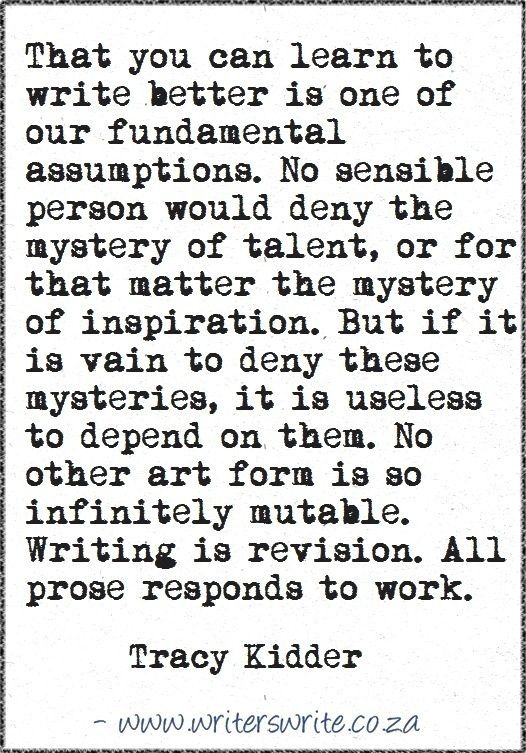 That you can learn to
write better is one of
our fundamental
assumptions. No sensible
person would deny the
mystery of talent, or for
that matter the mystery
of inspiration. But if it
is vain to deny these
mysteries, it is useless
to depend on them. No
other art form is so
infinitely mutable.
Writing is revision. All
prose responds to work.
Tracy Kidder
- www.writerswrite.co.za